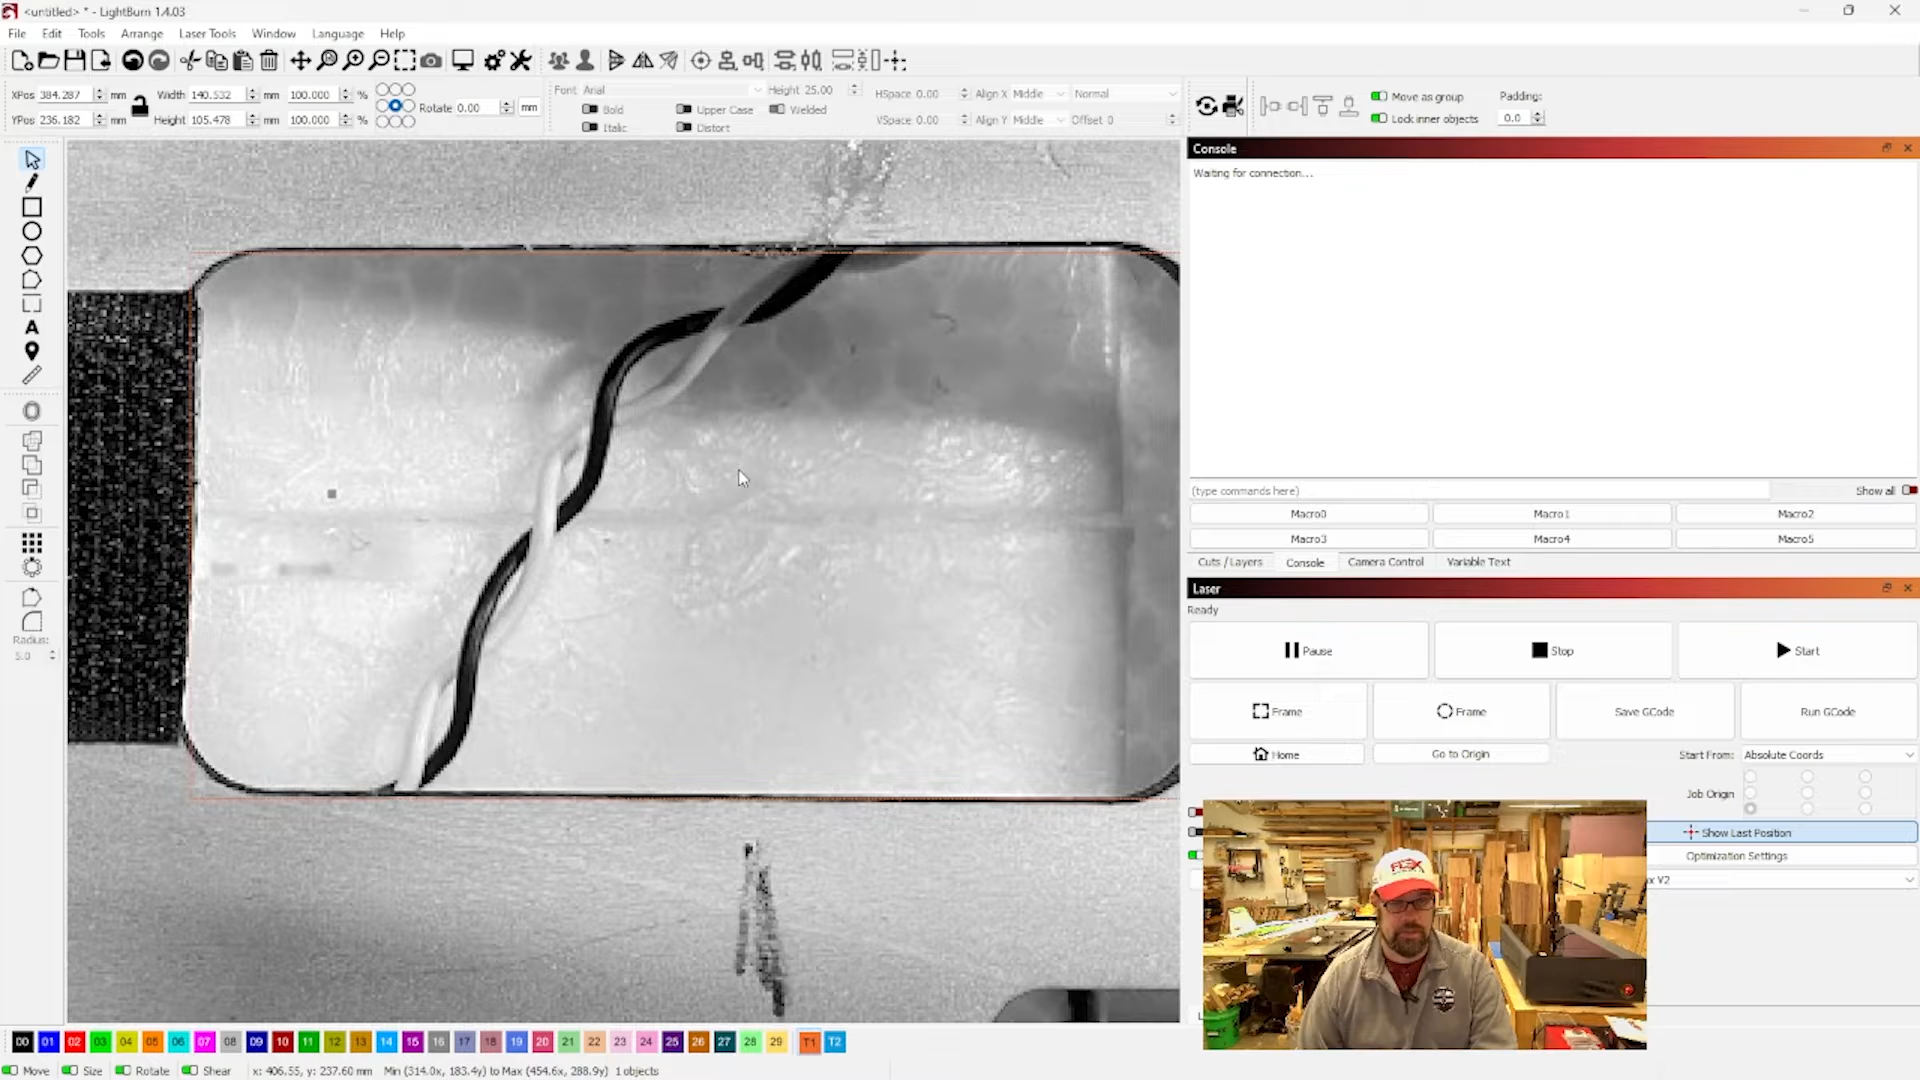 <untitled> * - LightBurn 1.4.03
File Edit Tools Arrange Laser Tools Window Language Help
XPos 384.287 mm Width 140.532 mm 100.000 %
YPos 236.182 mm Height 105.478 mm 100.000 %
Rotate 0.00 mm
Font Arial Height 25.00
Bold Upper Case Welded
Italic Distort
HSpace 0.00 Align X Middle Normal
VSpace 0.00 Align Y Middle Offset 0
Move as group
Lock inner objects
Padding:
0.0
Console
Waiting for connection...
(type commands here) Show all
Macro0 Macro1 Macro2
Macro3 Macro4 Macro5
Cuts / Layers Console Camera Control Variable Text
Laser
Ready
Pause Stop Start
Frame Frame Save GCode Run GCode
Home Go to Origin Start From: Absolute Coords
Job Origin
Show Last Position
Optimization Settings
V2
FLEX
A
Radius:
5.0
00 01 02 03 04 05 06 07 08 09 10 11 12 13 14 15 16 17 18 19 20 21 22 23 24 25 26 27 28 29 T1 T2
Move Size Rotate Shear x: 406.55, y: 237.60 mm Min (314.0x, 183.4y) to Max (454.6x, 288.9y) 1 objects